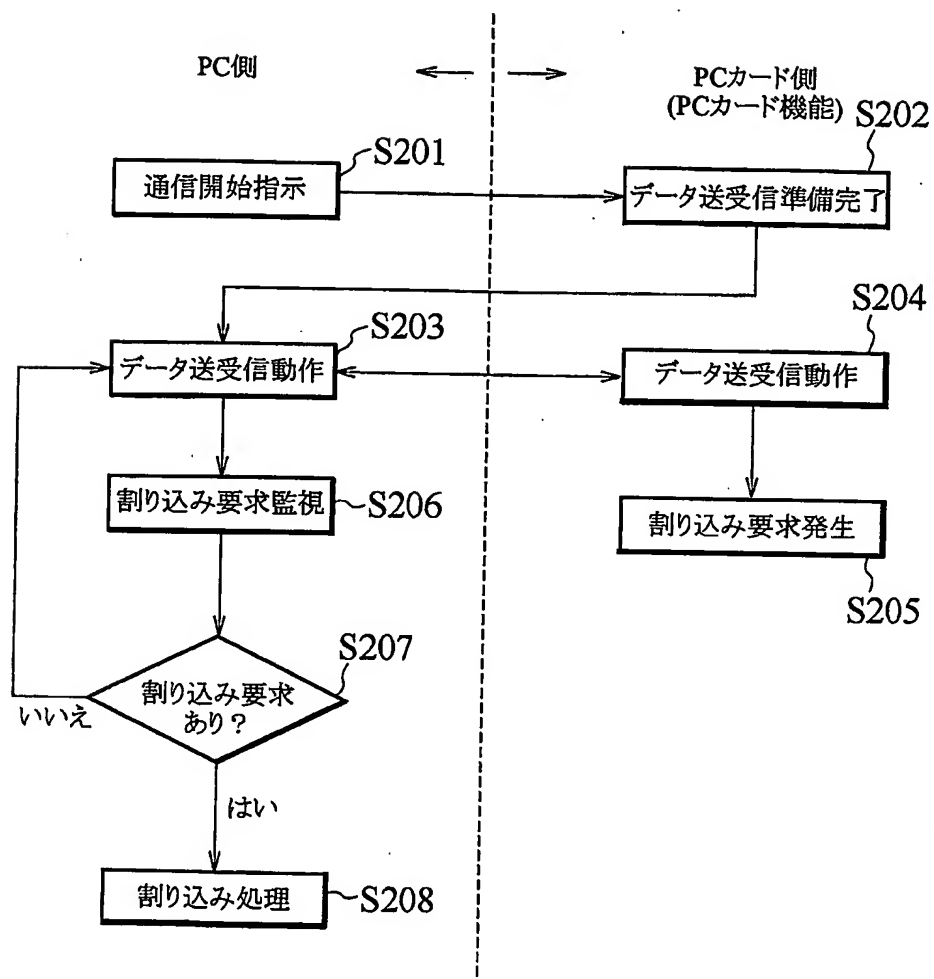 PC側
PCカード側
(PCカード機能)
S201
通信開始指示
S202
データ送受信準備完了
S203
データ送受信動作
S204
データ送受信動作
割り込み要求監視
S206
割り込み要求発生
S205
S207
割り込み要求
あり?
いいえ
はい
割り込み処理
S208